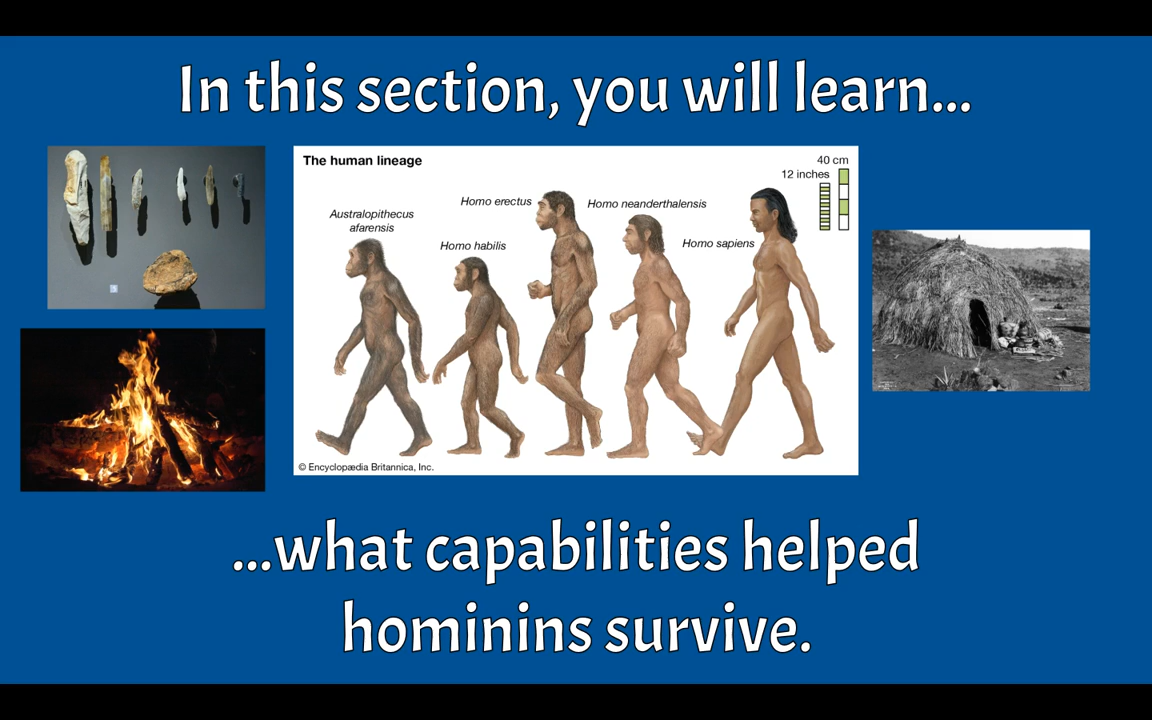 In this section, you will learn...
The human lineage
40 cm
12 inches
Homo erectus
Homo neanderthalensis
Australopithecus
afarensis
Homo habilis
Homo sapiens
© Encyclopædia Britannica, Inc.
...what capabilities helped
hominins survive.